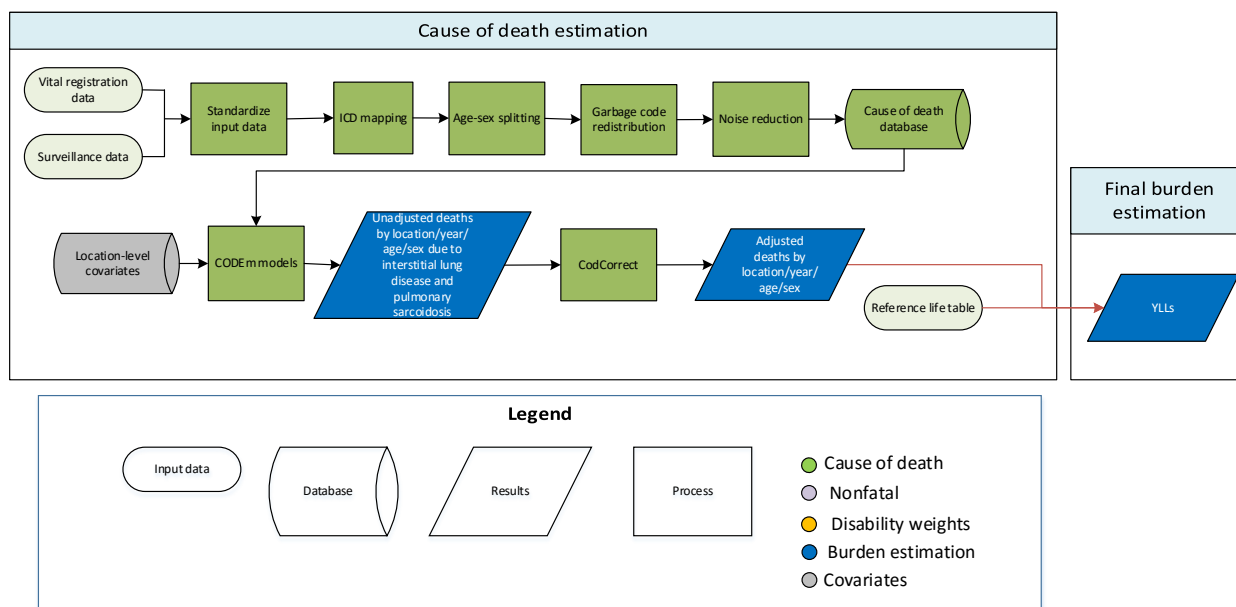 Cause of death estimation
Vital registration
data
Surveillance data
Standardize
input data
ICD mapping
Age-sex splitting
Garbage code
redistribution
Noise reduction
Cause of death
database
Location-level
covariates
CODEm models
Unadjusted deaths
by location/year/
age/sex due to
interstitial lung
disease and
pulmonary
sarcoidosis
CodCorrect
Adjusted
deaths by
location/year/
age/sex
Reference life table
Final burden
estimation
YLLs
Legend
Input data
Database
Results
Process
Cause of death
Nonfatal
Disability weights
Burden estimation
Covariates